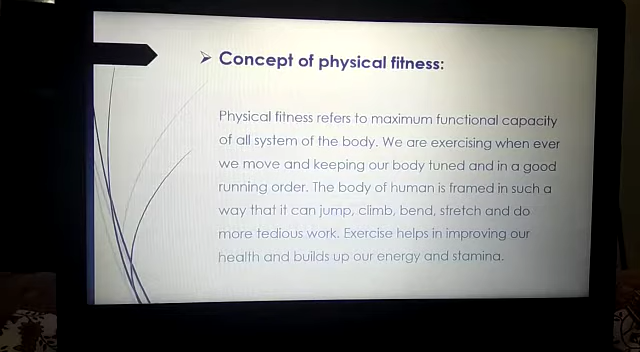 ➢ Concept of physical fitness:
Physical fitness refers to maximum functional capacity
of all system of the body. We are exercising when ever
we move and keeping our body tuned and in a good
running order. The body of human is framed in such a
way that it can jump, climb, bend, stretch and do
more tedious work. Exercise helps in improving our
health and builds up our energy and stamina.